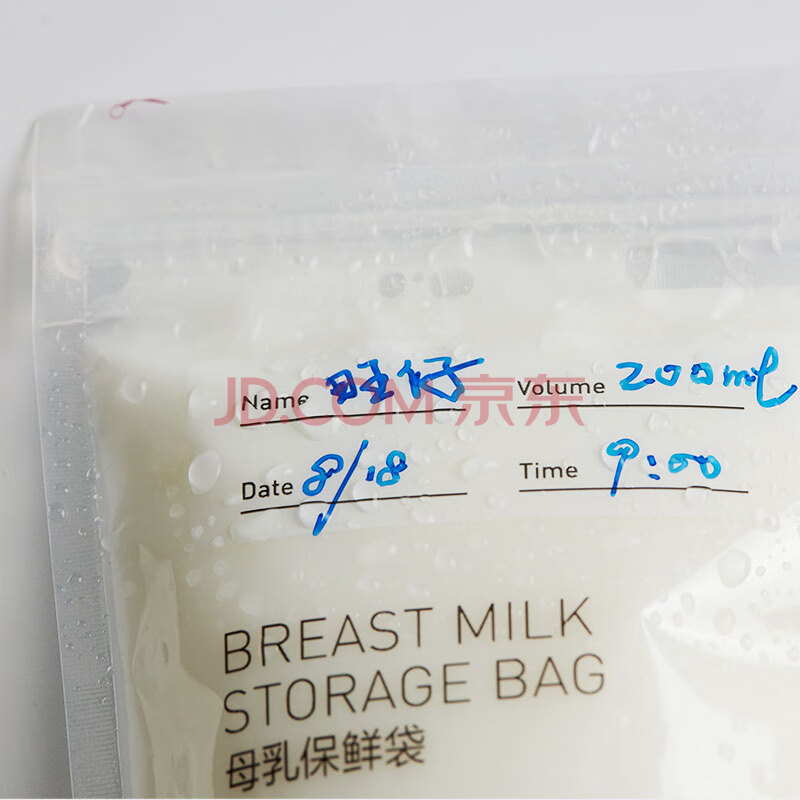 Name 旺仔 Volume 200ml
JD.COM 京东
Date 8/18 Time 9:00
BREAST MILK
STORAGE BAG
母乳保鲜袋